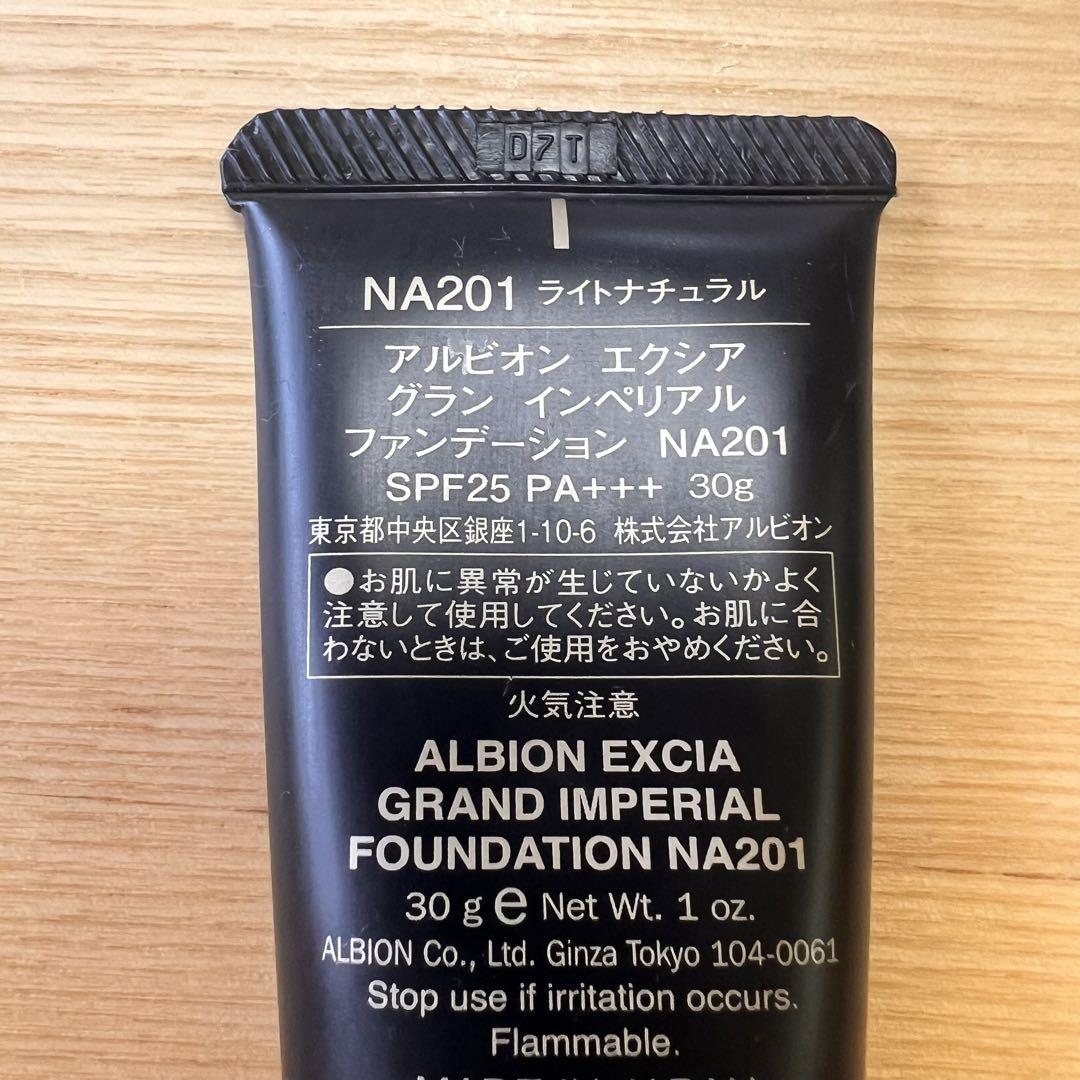 D7T
NA201 ライトナチュラル
アルビオン エクシア
グラン インペリアル
ファンデーション NA201
SPF25 PA+++ 30g
東京都中央区銀座1-10-6 株式会社アルビオン
●お肌に異常が生じていないかよく
注意して使用してください。お肌に合
わないときは、ご使用をおやめください。
火気注意
ALBION EXCIA
GRAND IMPERIAL
FOUNDATION NA201
30 g e Net Wt. 1 oz.
ALBION Co., Ltd. Ginza Tokyo 104-0061
Stop use if irritation occurs.
Flammable.